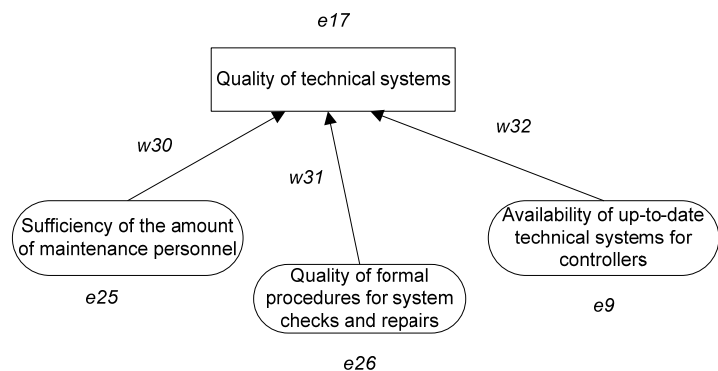 e17
Quality of technical systems
w30
w31
w32
Sufficiency of the amount
of maintenance personnel
e25
Quality of formal
procedures for system
checks and repairs
e26
Availability of up-to-date
technical systems for
controllers
e9